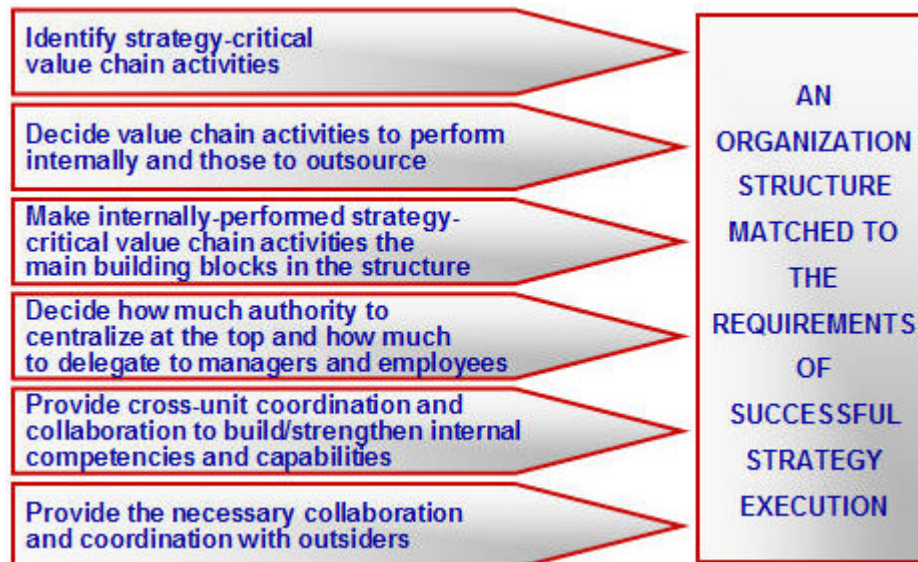 Identify strategy-critical
value chain activities
Decide value chain activities to perform
internally and those to outsource
Make internally-performed strategy-
critical value chain activities the
main building blocks in the structure
Decide how much authority to
centralize at the top and how much
to delegate to managers and employees
Provide cross-unit coordination and
collaboration to build/strengthen internal
competencies and capabilities
Provide the necessary collaboration
and coordination with outsiders
AN
ORGANIZATION
STRUCTURE
MATCHED TO
THE
REQUIREMENTS
OF
SUCCESSFUL
STRATEGY
EXECUTION